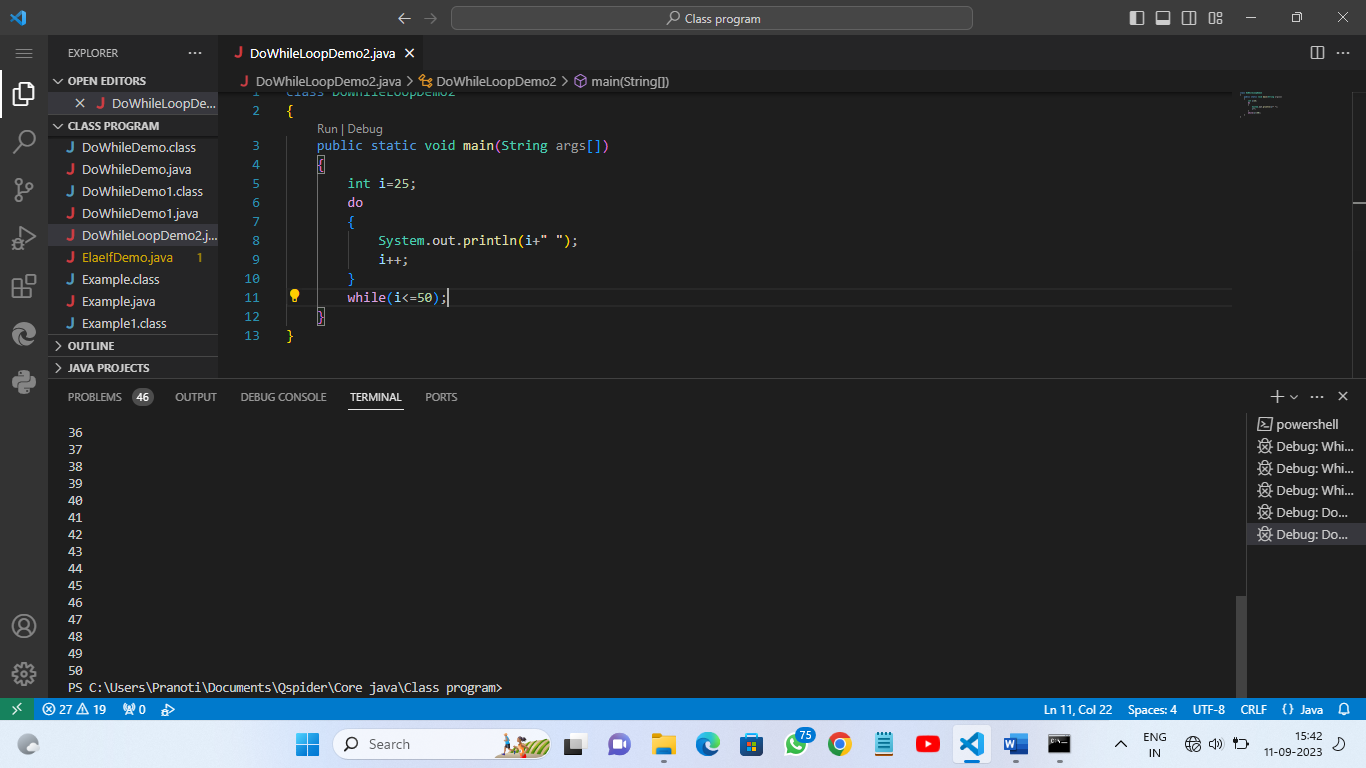 Class program
EXPLORER
OPEN EDITORS
DoWhileLoopDe...
CLASS PROGRAM
DoWhileDemo.class
DoWhileDemo.java
DoWhileDemo1.class
DoWhileDemo1.java
DoWhileLoopDemo2.j...
ElaeIfDemo.java 1
Example.class
Example.java
Example1.class
OUTLINE
JAVA PROJECTS
DoWhileLoopDemo2.java
DoWhileLoopDemo2.java > DoWhileLoopDemo2 > main(String[])
1 class DoWhileLoopDemo2
2 {
Run | Debug
3 public static void main(String args[])
4 {
5 int i=25;
6 do
7 {
8 System.out.println(i+" ");
9 i++;
10 }
11 while(i<=50);
12 }
13 }
PROBLEMS 46 OUTPUT DEBUG CONSOLE TERMINAL PORTS
36
37
38
39
40
41
42
43
44
45
46
47
48
49
50
PS C:\Users\Pranoti\Documents\Qspider\Core java\Class program>
powershell
Debug: Whi...
Debug: Whi...
Debug: Whi...
Debug: Do...
Debug: Do...
27 19 0 Ln 11, Col 22 Spaces: 4 UTF-8 CRLF {} Java
Search
75
ENG
IN
15:42
11-09-2023